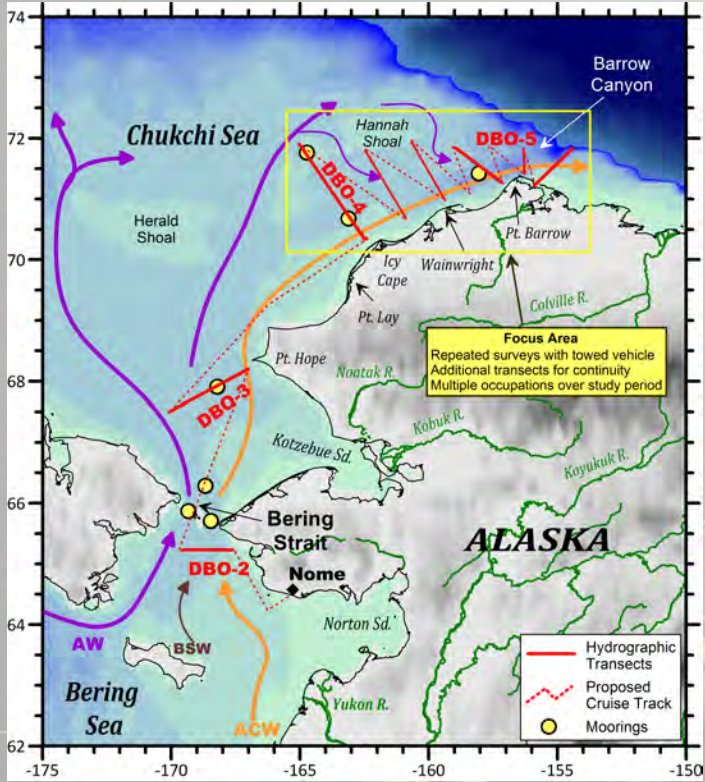 74
72
70
68
66
64
62
-175
-170
-165
-160
-155
-150
Barrow
Canyon
Chukchi Sea
Hannah
Shoal
DBO-5
DBO-4
Herald
Shoal
Pt. Barrow
Wainwright
Icy
Cape
Pt. Lay
Colville R.
Focus Area
Repeated surveys with towed vehicle
Additional transects for continuity
Multiple occupations over study period
Pt. Hope
Noatak R.
DBO-3
Kobuk R.
Kotzebue Sd.
Koyukuk R.
Bering
Strait
ALASKA
DBO-2
Nome
Norton Sd.
AW
BSW
Bering
Sea
ACW
Yukon R.
Hydrographic
Transects
Proposed
Cruise Track
Moorings